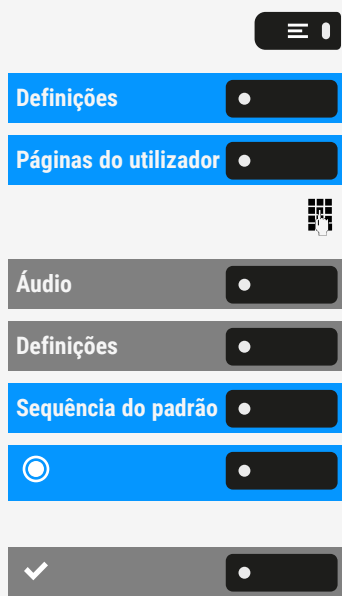 Definições
Páginas do utilizador
Áudio
Definições
Sequência do padrão